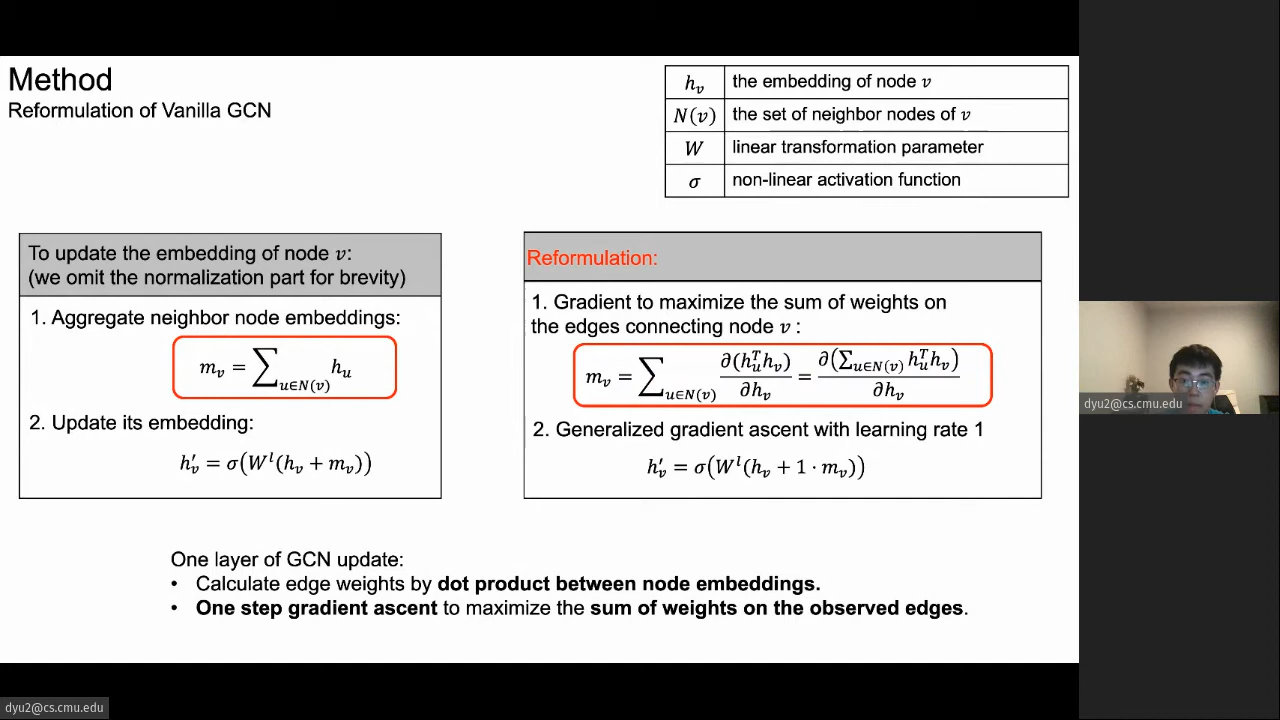 Method
Reformulation of Vanilla GCN
h_v the embedding of node v
N(v) the set of neighbor nodes of v
W linear transformation parameter
σ non-linear activation function
To update the embedding of node v:
(we omit the normalization part for brevity)
1. Aggregate neighbor node embeddings:
m_v = ∑_{u∈N(v)} h_u
2. Update its embedding:
h′_v = σ(W^l(h_v + m_v))
Reformulation:
1. Gradient to maximize the sum of weights on
the edges connecting node v :
m_v = ∑_{u∈N(v)} ∂(h_u^T h_v)/∂h_v = ∂(∑_{u∈N(v)} h_u^T h_v)/∂h_v
2. Generalized gradient ascent with learning rate 1
h′_v = σ(W^l(h_v + 1 · m_v))
One layer of GCN update:
• Calculate edge weights by dot product between node embeddings.
• One step gradient ascent to maximize the sum of weights on the observed edges.
dyu2@cs.cmu.edu
dyu2@cs.cmu.edu